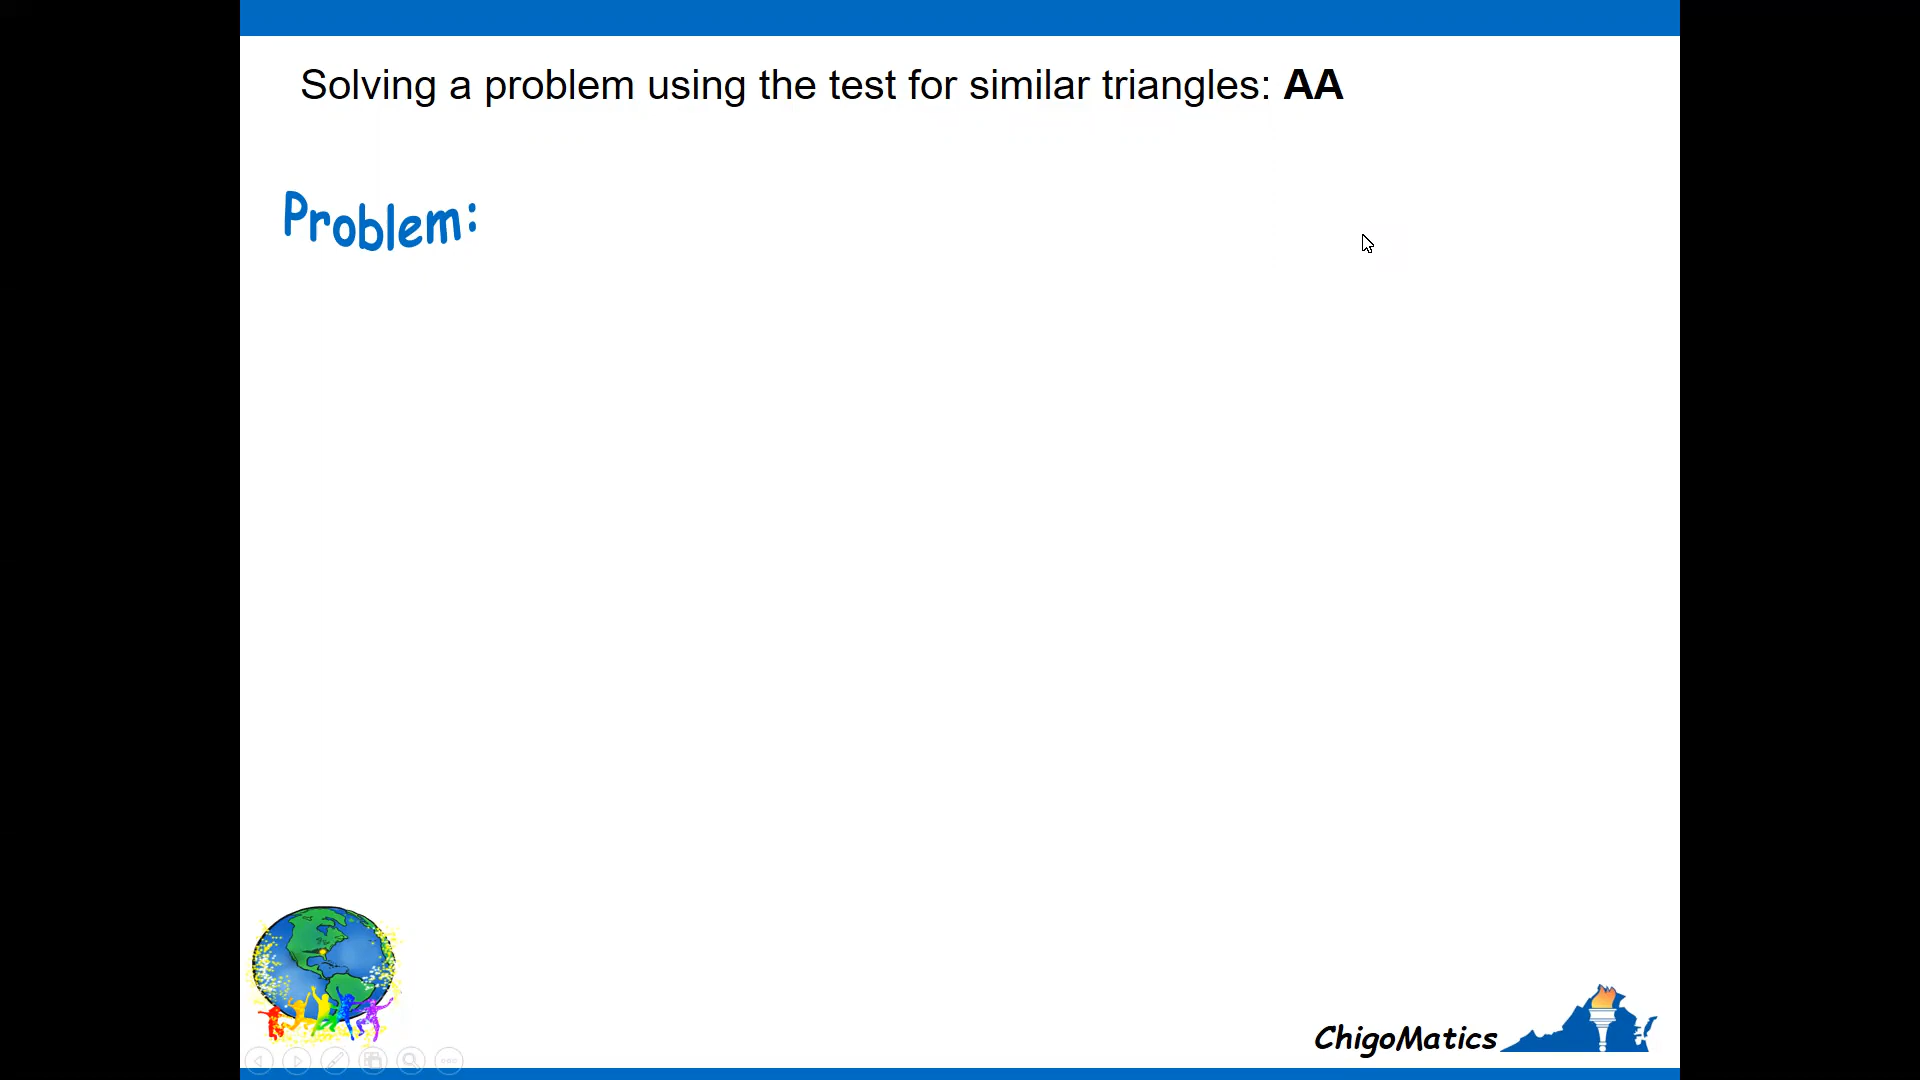 Solving a problem using the test for similar triangles: AA
Problem:
ChigoMatics